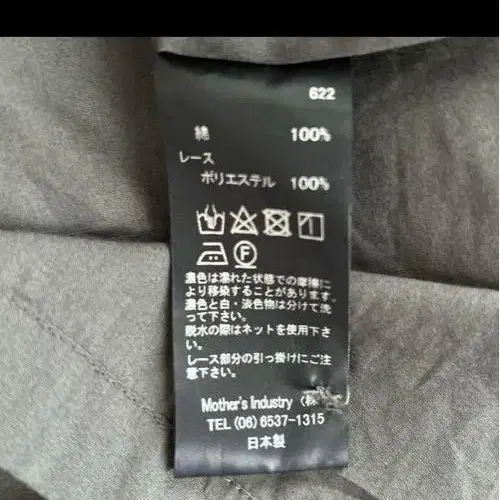 622
綿 100%
レース
ポリエステル 100%
濃色は濡れた状態での摩擦に
より移染することがあります。
濃色と白・淡色物は分けて洗
って下さい。
脱水の際はネットを使用下さ
い。
レース部分の引っ掛けにご注
意下さい。
Mother's Industry (株
TEL (06) 6537-1315
日本製